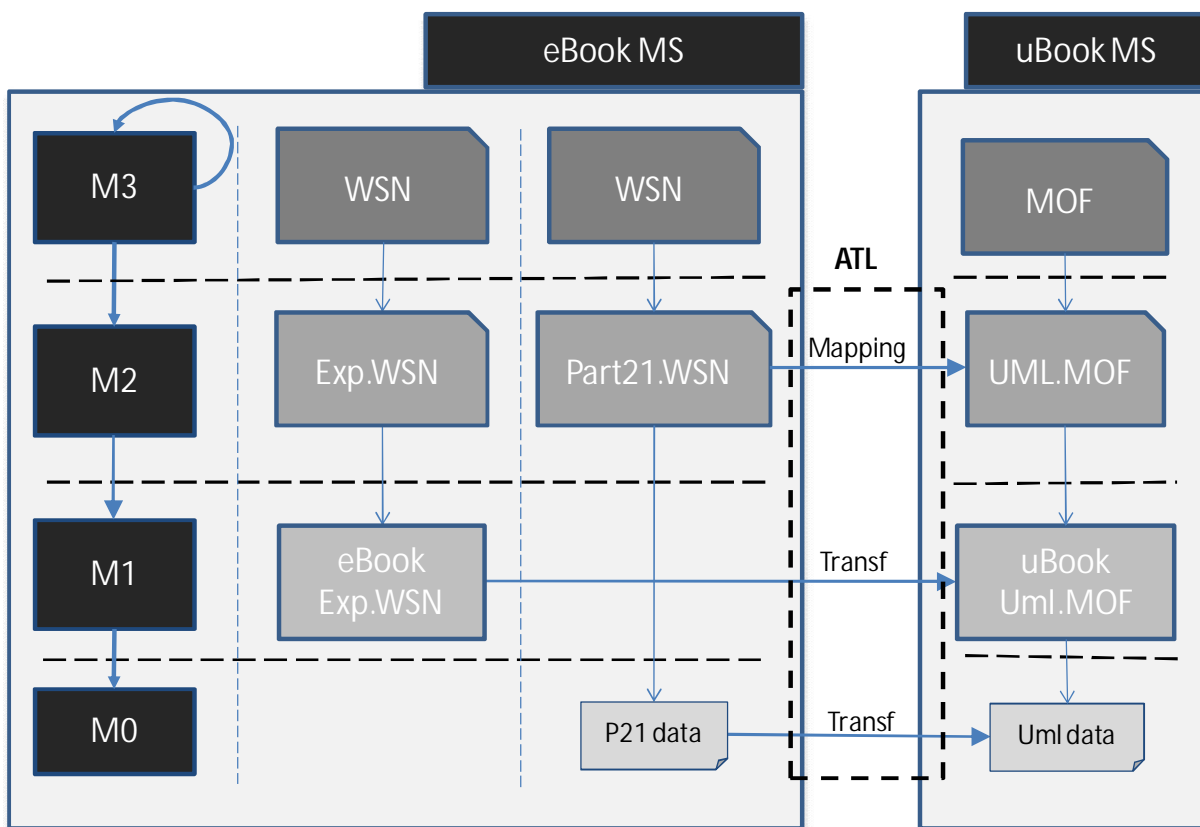 eBook MS
uBook MS
M3
WSN
WSN
MOF
ATL
M2
Exp.WSN
Part21.WSN
Mapping
UML.MOF
M1
eBook
Exp.WSN
Transf
uBook
Uml.MOF
M0
P21 data
Transf
Uml data